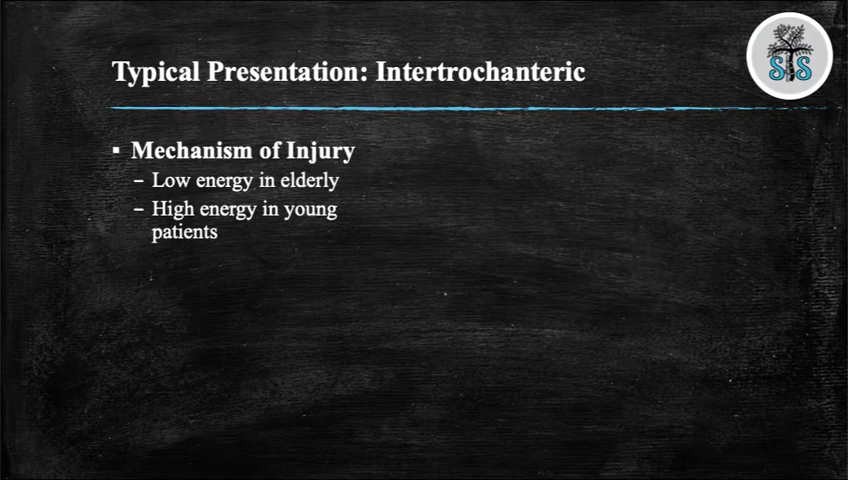 Typical Presentation: Intertrochanteric
STS
▪ Mechanism of Injury
– Low energy in elderly
– High energy in young
patients